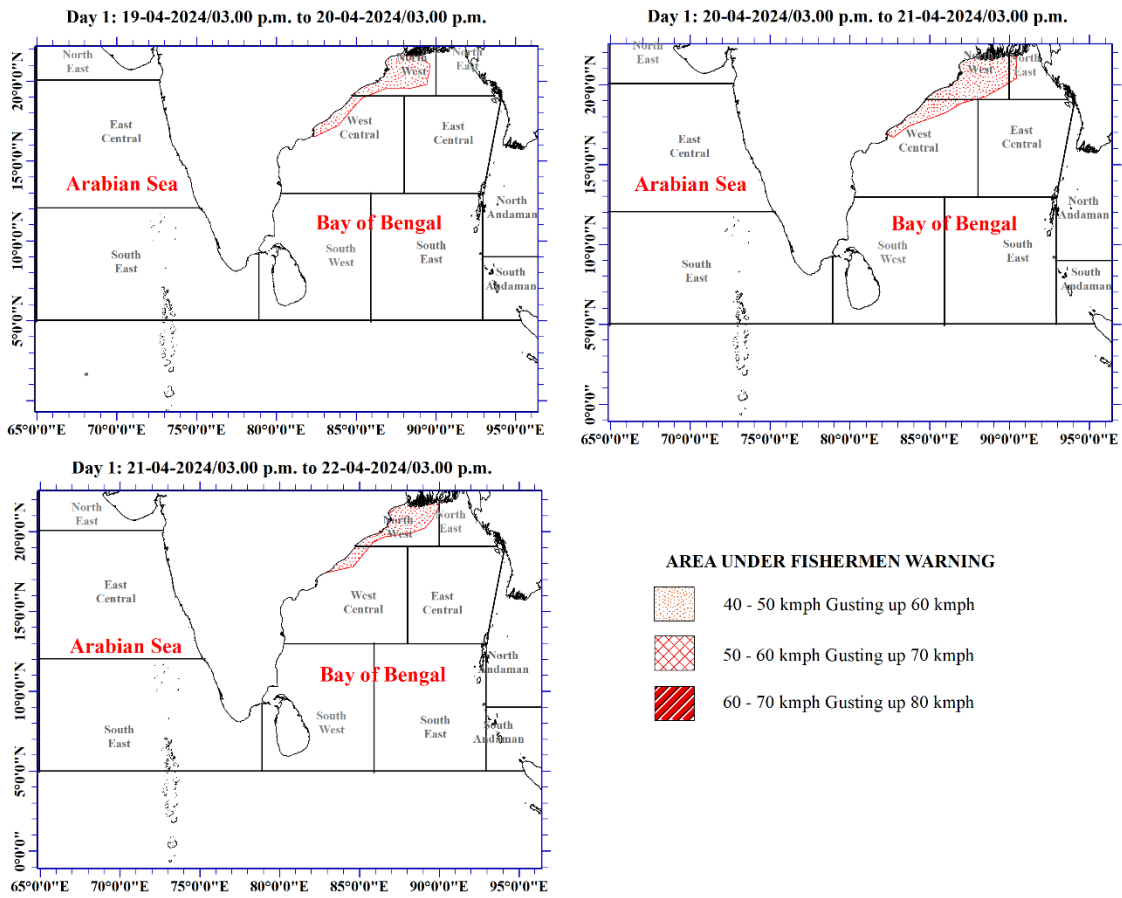 Day 1: 19-04-2024/03.00 p.m. to 20-04-2024/03.00 p.m.
North
East
North
West
North
East
East
Central
West
Central
East
Central
Arabian Sea
Bay of Bengal
North
Andaman
South
East
South
West
South
East
South
Andaman
20°0'0"N
15°0'0"N
10°0'0"N
5°0'0"N
65°0'0"E 70°0'0"E 75°0'0"E 80°0'0"E 85°0'0"E 90°0'0"E 95°0'0"E
Day 1: 20-04-2024/03.00 p.m. to 21-04-2024/03.00 p.m.
North
East
North
West
North
East
East
Central
West
Central
East
Central
Arabian Sea
Bay of Bengal
North
Andaman
South
East
South
West
South
East
South
Andaman
20°0'0"N
15°0'0"N
10°0'0"N
5°0'0"N
0°0'0"
65°0'0"E 70°0'0"E 75°0'0"E 80°0'0"E 85°0'0"E 90°0'0"E 95°0'0"E
Day 1: 21-04-2024/03.00 p.m. to 22-04-2024/03.00 p.m.
North
East
North
West
North
East
East
Central
West
Central
East
Central
Arabian Sea
Bay of Bengal
North
Andaman
South
East
South
West
South
East
South
Andaman
20°0'0"N
15°0'0"N
10°0'0"N
5°0'0"N
0°0'0"
65°0'0"E 70°0'0"E 75°0'0"E 80°0'0"E 85°0'0"E 90°0'0"E 95°0'0"E
AREA UNDER FISHERMEN WARNING
40 - 50 kmph Gusting up 60 kmph
50 - 60 kmph Gusting up 70 kmph
60 - 70 kmph Gusting up 80 kmph